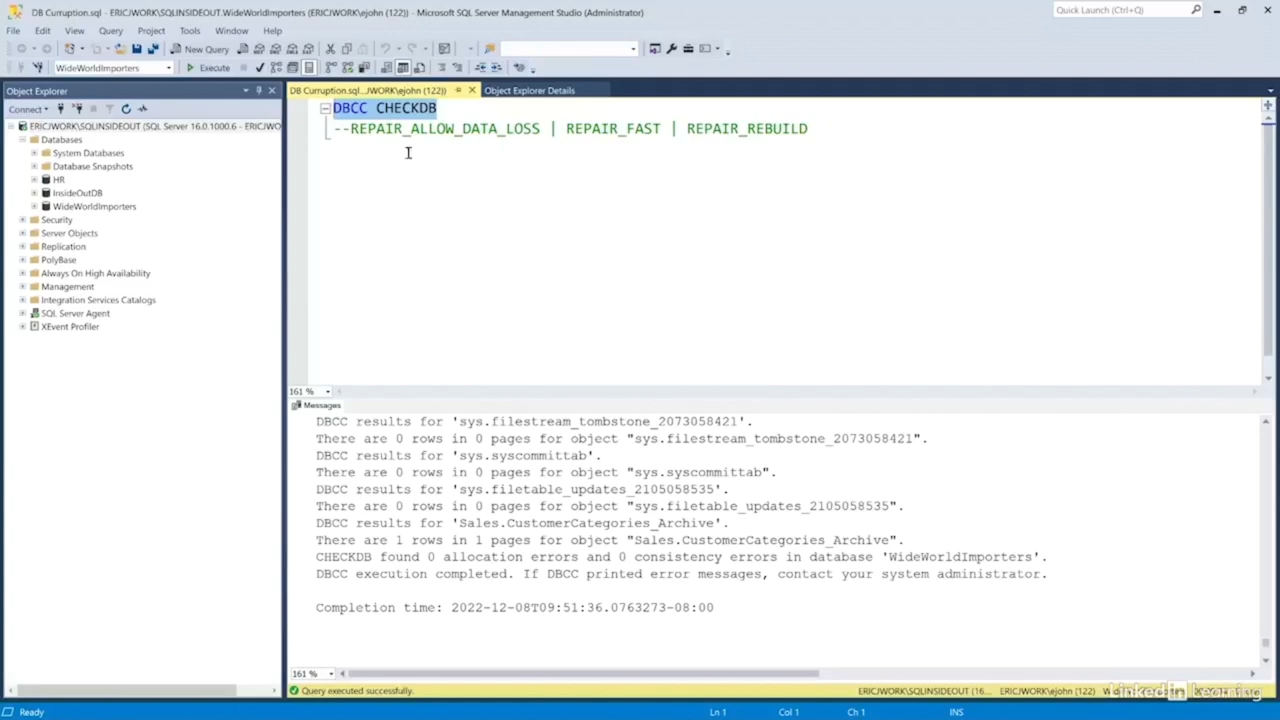 DB Curruption.sql - ERICJWORK\SQLINSIDEOUT.WideWorldImporters (ERICJWORK\ejohn (122)) - Microsoft SQL Server Management Studio (Administrator)
Quick Launch (Ctrl+Q)
File Edit View Query Project Tools Window Help
New Query
WideWorldImporters
Execute
Object Explorer
DB Curruption.sql...JWORK\ejohn (122))
Object Explorer Details
Connect
ERICJWORK\SQLINSIDEOUT (SQL Server 16.0.1000.6 - ERICJWO
Databases
System Databases
Database Snapshots
HR
InsideOutDB
WideWorldImporters
Security
Server Objects
Replication
PolyBase
Always On High Availability
Management
Integration Services Catalogs
SQL Server Agent
XEvent Profiler
DBCC CHECKDB
--REPAIR_ALLOW_DATA_LOSS | REPAIR_FAST | REPAIR_REBUILD
161 %
Messages
DBCC results for 'sys.filestream_tombstone_2073058421'.
There are 0 rows in 0 pages for object "sys.filestream_tombstone_2073058421".
DBCC results for 'sys.syscommittab'.
There are 0 rows in 0 pages for object "sys.syscommittab".
DBCC results for 'sys.filetable_updates_2105058535'.
There are 0 rows in 0 pages for object "sys.filetable_updates_2105058535".
DBCC results for 'Sales.CustomerCategories_Archive'.
There are 1 rows in 1 pages for object "Sales.CustomerCategories_Archive".
CHECKDB found 0 allocation errors and 0 consistency errors in database 'WideWorldImporters'.
DBCC execution completed. If DBCC printed error messages, contact your system administrator.
Completion time: 2022-12-08T09:51:36.0763273-08:00
161 %
Query executed successfully.
ERICJWORK\SQLINSIDEOUT (16... ERICJWORK\ejohn (122)
LinkedIn Learning
Ready
Ln 1 Col 1 Ch 1 INS